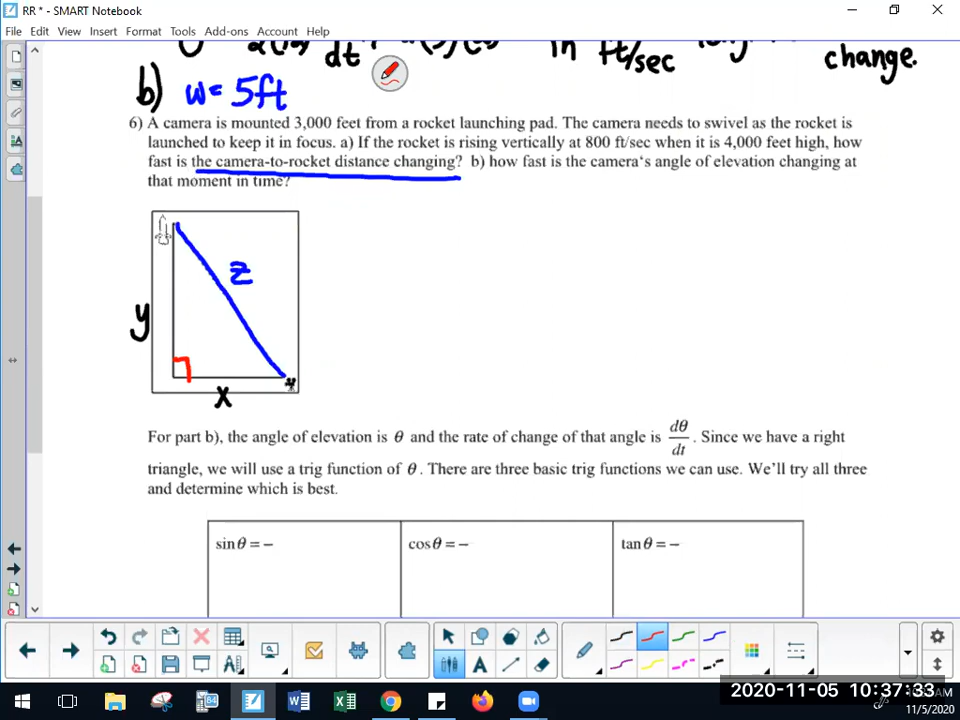 RR * - SMART Notebook
File Edit View Insert Format Tools Add-ons Account Help
dt
in ft/sec
change.
b) w= 5ft
6) A camera is mounted 3,000 feet from a rocket launching pad. The camera needs to swivel as the rocket is
launched to keep it in focus. a) If the rocket is rising vertically at 800 ft/sec when it is 4,000 feet high, how
fast is the camera-to-rocket distance changing? b) how fast is the camera's angle of elevation changing at
that moment in time?
z
y
x
For part b), the angle of elevation is θ and the rate of change of that angle is dθ/dt. Since we have a right
triangle, we will use a trig function of θ. There are three basic trig functions we can use. We'll try all three
and determine which is best.
sin θ = –
cos θ = –
tan θ = –
2020-11-05 10:37:33
11/5/2020